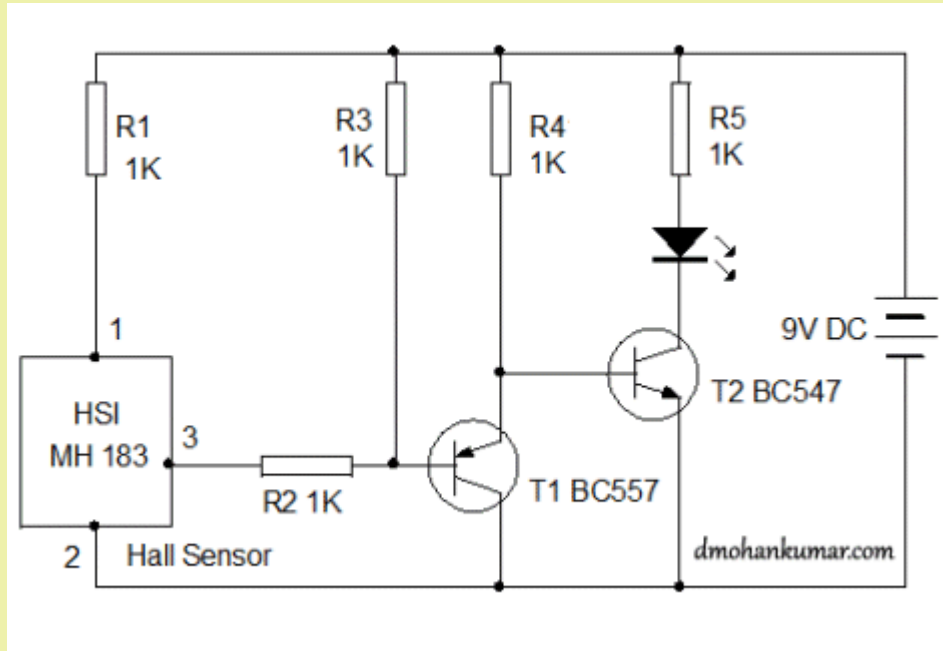 R1
1K
R3
1K
R4
1K
R5
1K
1
9V DC
HSI
MH 183
3
T2 BC547
R2 1K
T1 BC557
2
Hall Sensor
dmohankumar.com